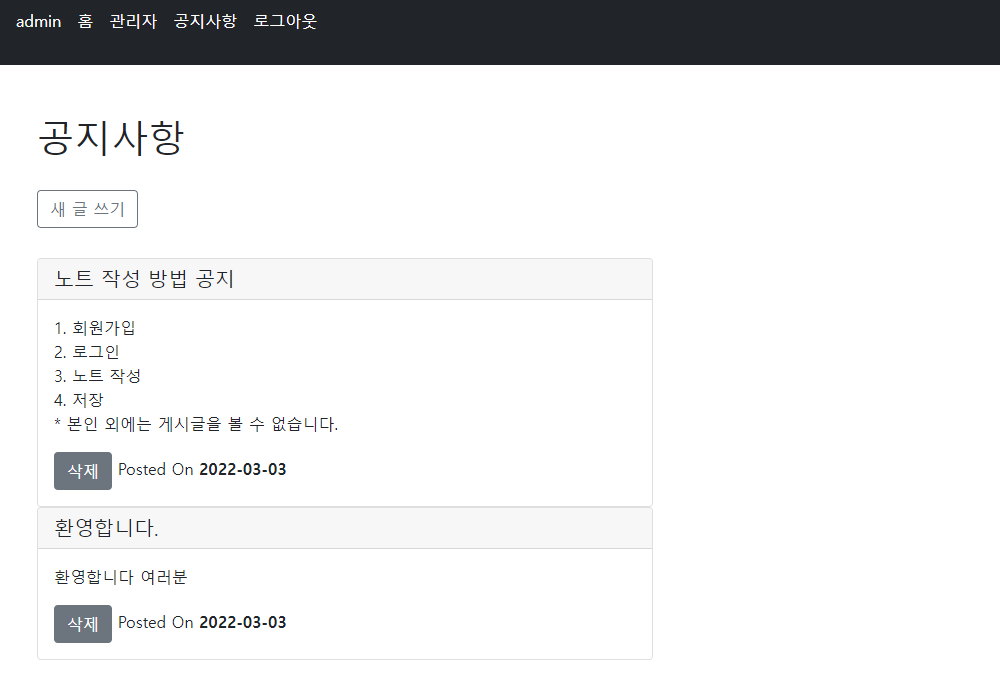 admin 홈 관리자 공지사항 로그아웃
공지사항
새 글 쓰기
노트 작성 방법 공지
1. 회원가입
2. 로그인
3. 노트 작성
4. 저장
* 본인 외에는 게시글을 볼 수 없습니다.
삭제 Posted On 2022-03-03
환영합니다.
환영합니다 여러분
삭제 Posted On 2022-03-03